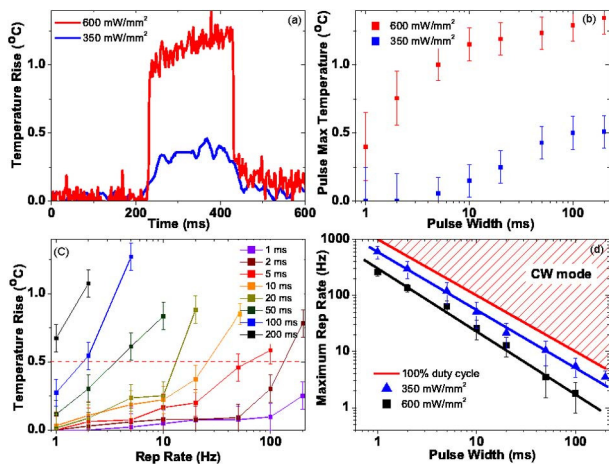 600 mW/mm²
350 mW/mm²
(a)
Temperature Rise (°C)
1.0
0.5
0.0
0
200
400
600
Time (ms)
600 mW/mm²
350 mW/mm²
(b)
Pulse Max Temperature (°C)
1.0
0.5
0.0
1
10
100
Pulse Width (ms)
(C)
1 ms
2 ms
5 ms
10 ms
20 ms
50 ms
100 ms
200 ms
Temperature Rise (°C)
1.0
0.5
0.0
1
10
100
Rep Rate (Hz)
(d)
CW mode
100% duty cycle
350 mW/mm²
600 mW/mm²
Maximum Rep Rate (Hz)
1000
100
10
1
1
10
100
Pulse Width (ms)